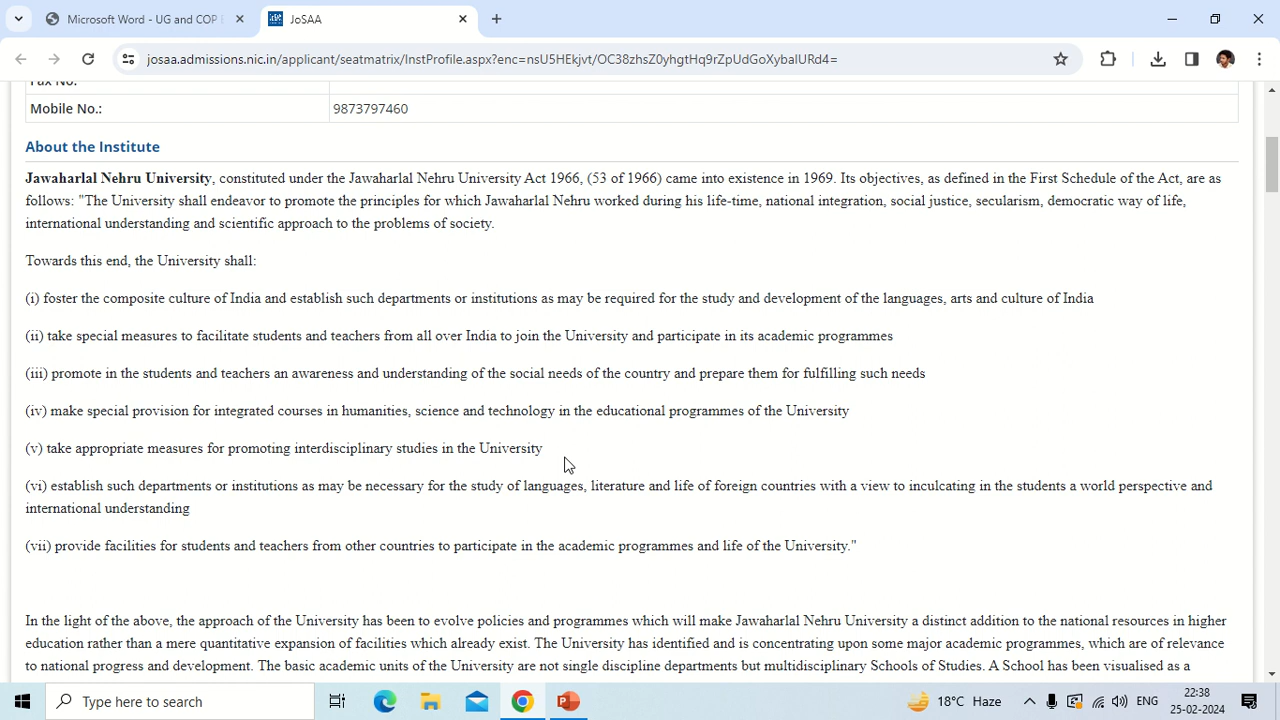 Microsoft Word - UG and COP E
JoSAA
josaa.admissions.nic.in/applicant/seatmatrix/InstProfile.aspx?enc=nsU5HEkjvt/OC38zhsZ0yhgtHq9rZpUdGoXybaIURd4=
Fax No.
Mobile No.: 9873797460
About the Institute
Jawaharlal Nehru University, constituted under the Jawaharlal Nehru University Act 1966, (53 of 1966) came into existence in 1969. Its objectives, as defined in the First Schedule of the Act, are as
follows: "The University shall endeavor to promote the principles for which Jawaharlal Nehru worked during his life-time, national integration, social justice, secularism, democratic way of life,
international understanding and scientific approach to the problems of society.
Towards this end, the University shall:
(i) foster the composite culture of India and establish such departments or institutions as may be required for the study and development of the languages, arts and culture of India
(ii) take special measures to facilitate students and teachers from all over India to join the University and participate in its academic programmes
(iii) promote in the students and teachers an awareness and understanding of the social needs of the country and prepare them for fulfilling such needs
(iv) make special provision for integrated courses in humanities, science and technology in the educational programmes of the University
(v) take appropriate measures for promoting interdisciplinary studies in the University
(vi) establish such departments or institutions as may be necessary for the study of languages, literature and life of foreign countries with a view to inculcating in the students a world perspective and
international understanding
(vii) provide facilities for students and teachers from other countries to participate in the academic programmes and life of the University."
In the light of the above, the approach of the University has been to evolve policies and programmes which will make Jawaharlal Nehru University a distinct addition to the national resources in higher
education rather than a mere quantitative expansion of facilities which already exist. The University has identified and is concentrating upon some major academic programmes, which are of relevance
to national progress and development. The basic academic units of the University are not single discipline departments but multidisciplinary Schools of Studies. A School has been visualised as a
Type here to search
18°C Haze
ENG
22:38
25-02-2024